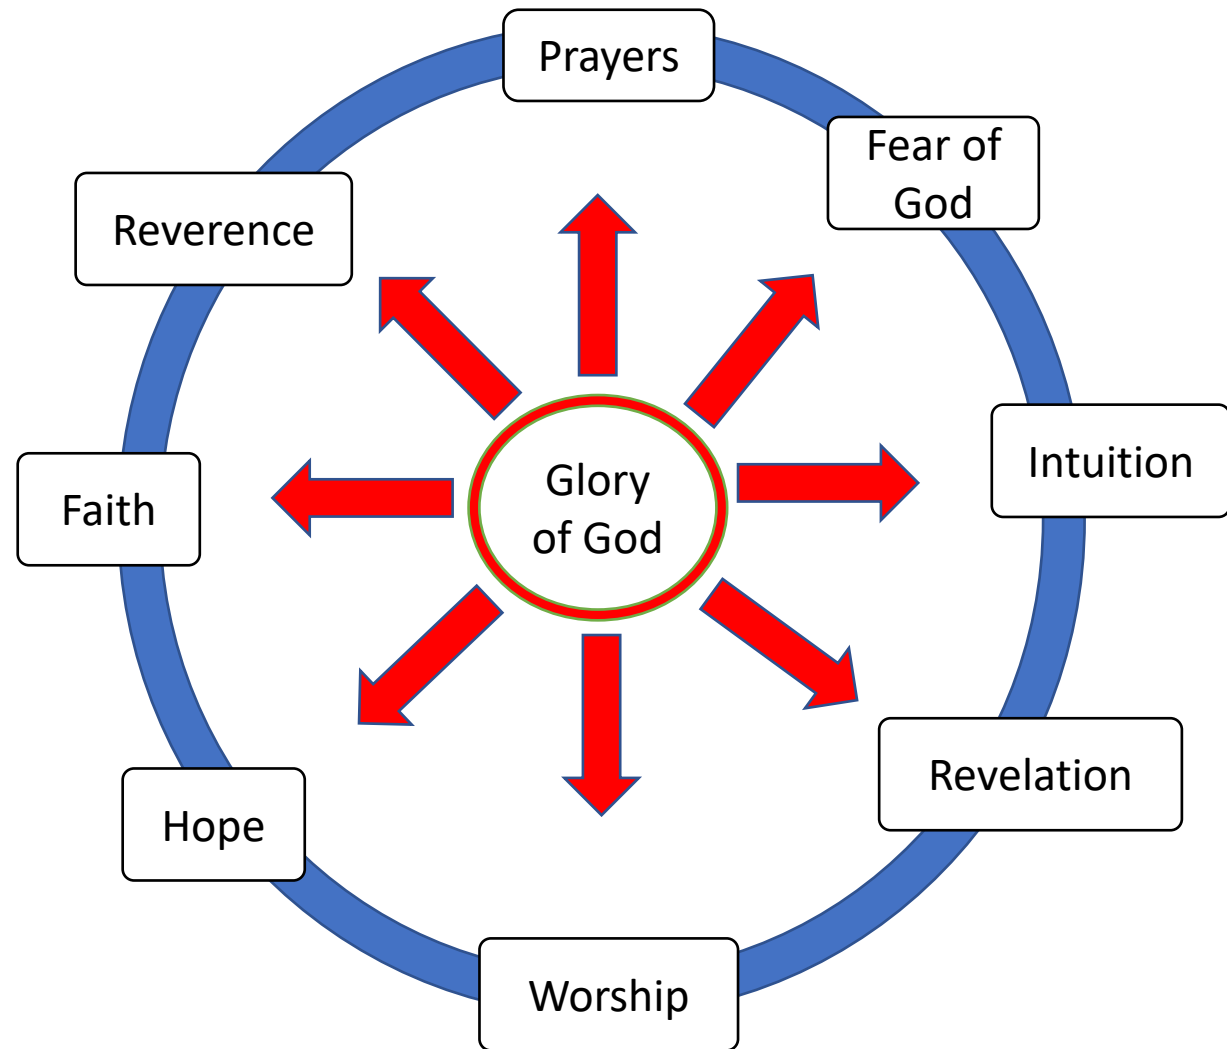 Prayers
Fear of
God
Reverence
Intuition
Glory
of God
Faith
Revelation
Hope
Worship